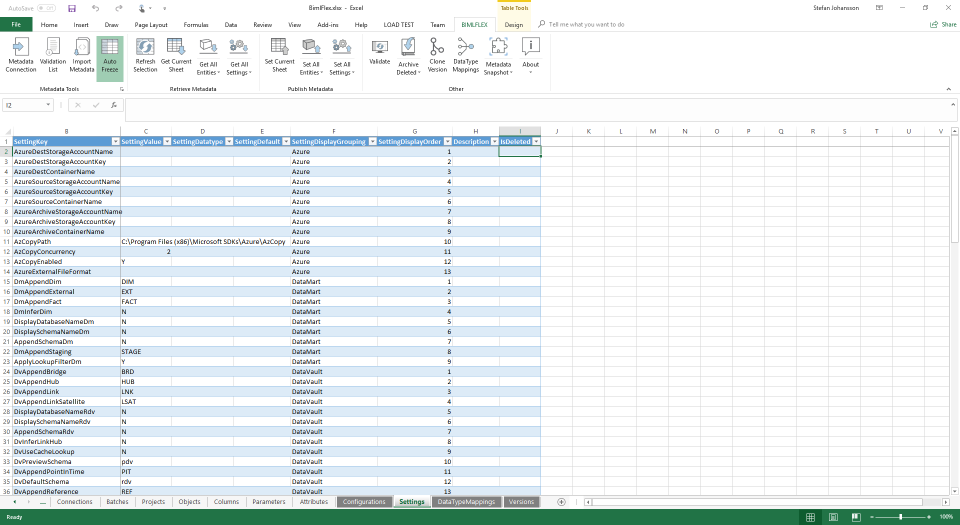 AutoSave Off BimlFlex.xlsx - Excel Table Tools Stefan Johansson
File Home Insert Draw Page Layout Formulas Data Review View Add-ins Help LOAD TEST Team BIMLFLEX Design Tell me what you want to do Share
Metadata Connection Validation List Import Metadata Auto Freeze Refresh Selection Get Current Sheet Get All Entities Get All Settings Set Current Sheet Set All Entities Set All Settings Validate Archive Deleted Clone Version DataType Mappings Metadata Snapshot About
Metadata Tools Retrieve Metadata Publish Metadata Other
I2 fx
B C D E F G H I J K L M N O P Q R S T U V
1 SettingKey SettingValue SettingDatatype SettingDefault SettingDisplayGrouping SettingDisplayOrder Description IsDeleted
2 AzureDestStorageAccountName Azure 1
3 AzureDestStorageAccountKey Azure 2
4 AzureDestContainerName Azure 3
5 AzureSourceStorageAccountName Azure 4
6 AzureSourceStorageAccountKey Azure 5
7 AzureSourceContainerName Azure 6
8 AzureArchiveStorageAccountName Azure 7
9 AzureArchiveStorageAccountKey Azure 8
10 AzureArchiveContainerName Azure 9
11 AzCopyPath C:\Program Files (x86)\Microsoft SDKs\Azure\AzCopy Azure 10
12 AzCopyConcurrency 2 Azure 11
13 AzCopyEnabled Y Azure 12
14 AzureExternalFileFormat Azure 13
15 DmAppendDim DIM DataMart 1
16 DmAppendExternal EXT DataMart 2
17 DmAppendFact FACT DataMart 3
18 DmInferDim N DataMart 4
19 DisplayDatabaseNameDm N DataMart 5
20 DisplaySchemaNameDm N DataMart 6
21 AppendSchemaDm N DataMart 7
22 DmAppendStaging STAGE DataMart 8
23 ApplyLookupFilterDm Y DataMart 9
24 DvAppendBridge BRD DataVault 1
25 DvAppendHub HUB DataVault 2
26 DvAppendLink LNK DataVault 3
27 DvAppendLinkSatellite LSAT DataVault 4
28 DisplayDatabaseNameRdv N DataVault 5
29 DisplaySchemaNameRdv N DataVault 6
30 AppendSchemaRdv N DataVault 7
31 DvInferLinkHub N DataVault 8
32 DvUseCacheLookup N DataVault 9
33 DvPreviewSchema pdv DataVault 10
34 DvAppendPointInTime PIT DataVault 11
35 DvDefaultSchema rdv DataVault 12
36 DvAppendReference REF DataVault 13
... Connections Batches Projects Objects Columns Parameters Attributes Configurations Settings DataTypeMappings Versions
Ready 100%